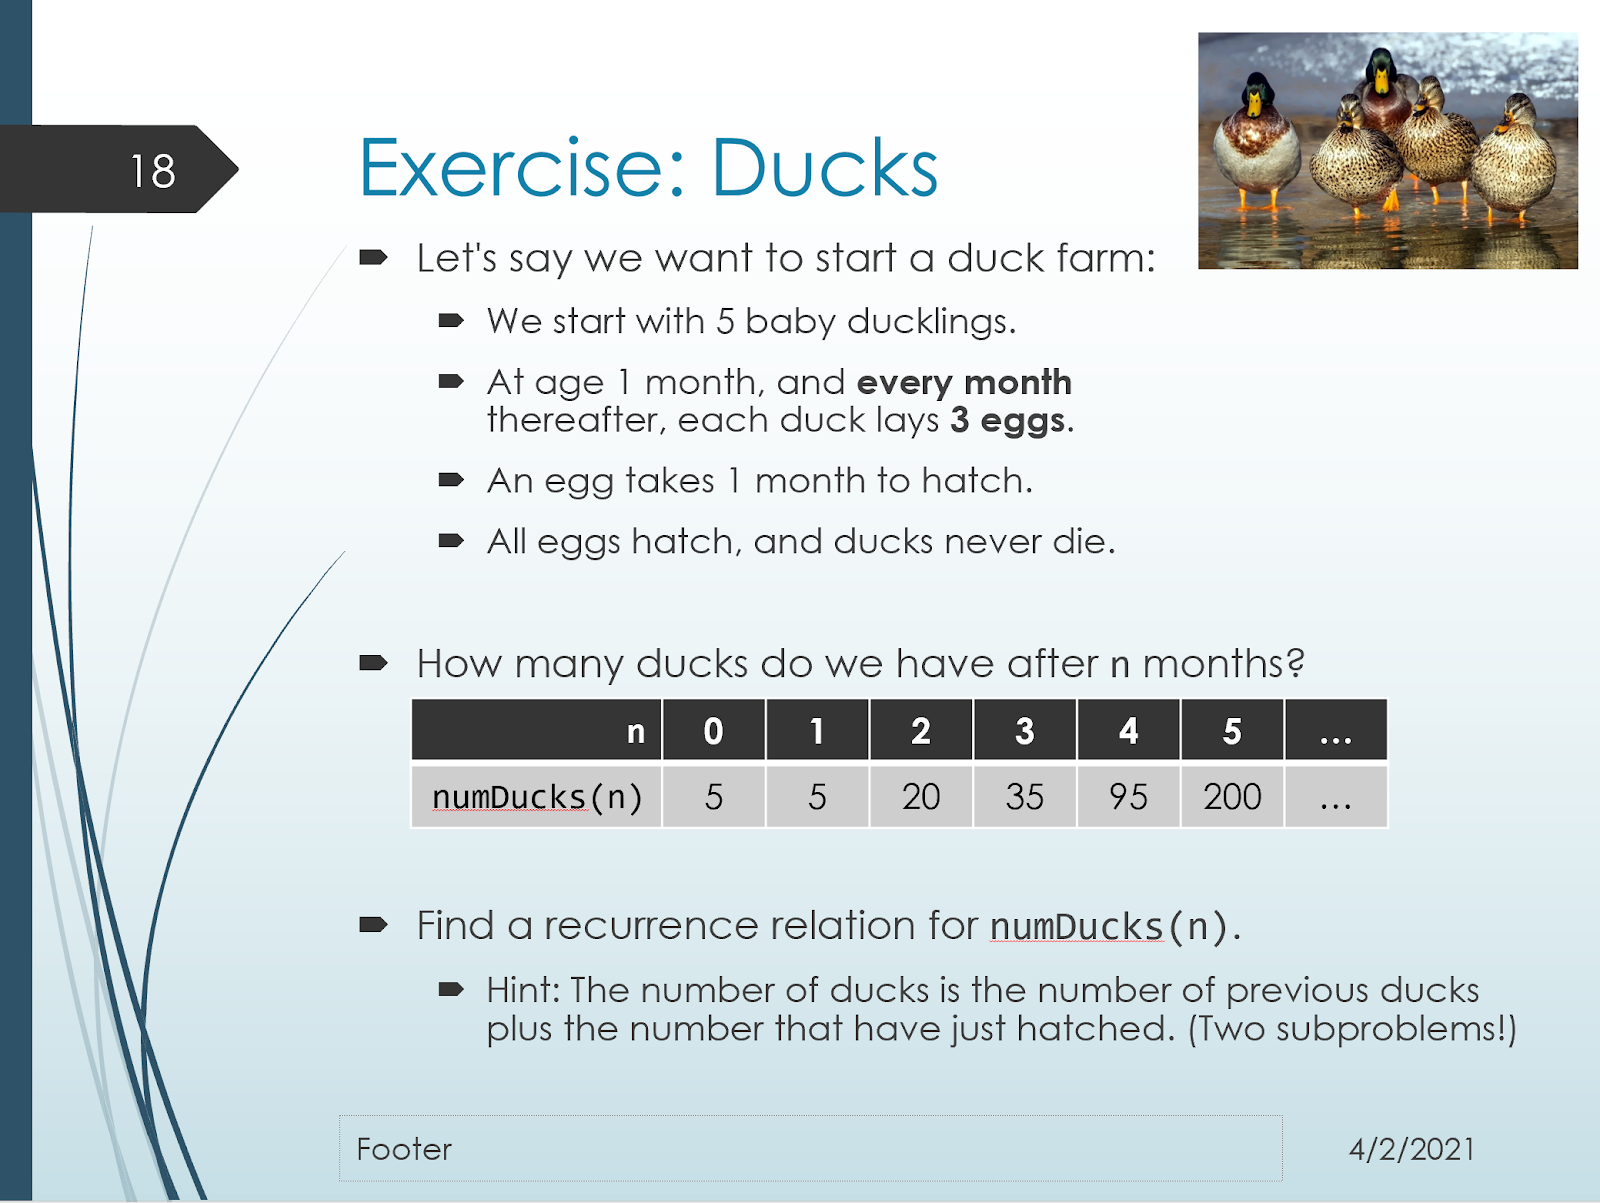 18
Exercise: Ducks
Let's say we want to start a duck farm:
We start with 5 baby ducklings.
At age 1 month, and every month
thereafter, each duck lays 3 eggs.
An egg takes 1 month to hatch.
All eggs hatch, and ducks never die.
How many ducks do we have after n months?
n 0 1 2 3 4 5 ...
numDucks(n) 5 5 20 35 95 200 ...
Find a recurrence relation for numDucks(n).
Hint: The number of ducks is the number of previous ducks
plus the number that have just hatched. (Two subproblems!)
Footer 4/2/2021